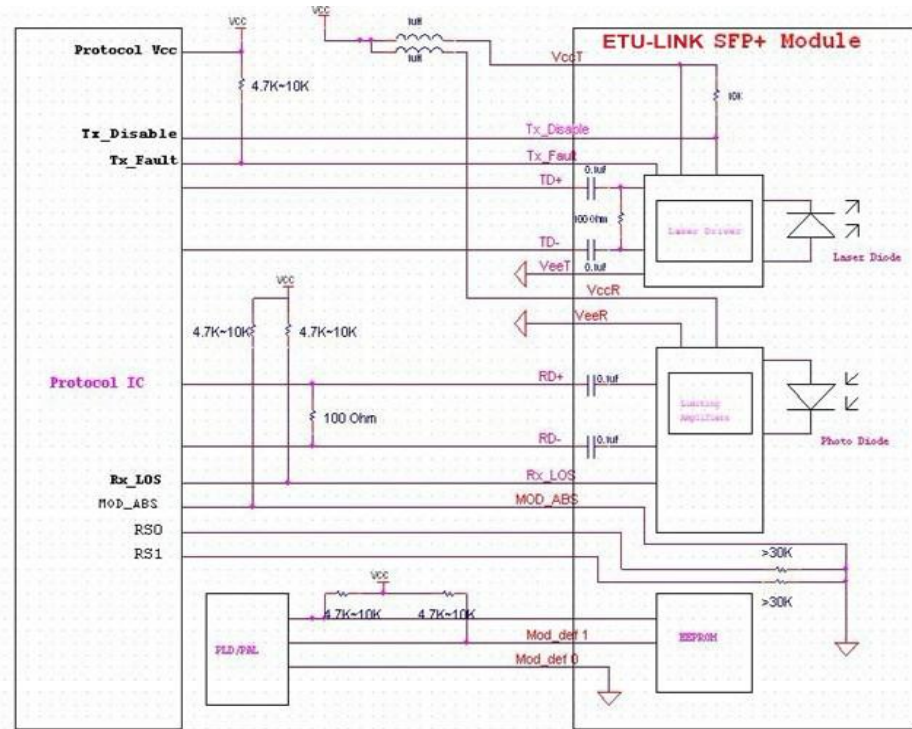 VCC
VCC
1uH
1uH
ETU-LINK SFP+ Module
Protocol Vcc
VccT
4.7K~10K
10K
Tx_Disable
Tx_Disable
Tx_Fault
Tx_Fault
0.1uf
TD+
100 Ohm
Laser Driver
TD-
0.1uf
Laser Diode
VeeT
VCC
VccR
VeeR
4.7K~10K
4.7K~10K
Protocol IC
RD+
0.1uf
Limiting
Amplifiers
100 Ohm
RD-
0.1uf
Photo Diode
Rx_LOS
Rx_LOS
MOD_ABS
MOD_ABS
RS0
RS1
>30K
VCC
>30K
4.7K~10K
4.7K~10K
Mod_def 1
PLD/PAL
EEPROM
Mod_def 0